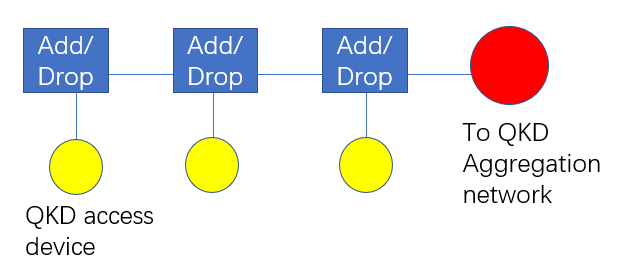 Add/
Drop
Add/
Drop
Add/
Drop
To QKD
Aggregation
network
QKD access
device